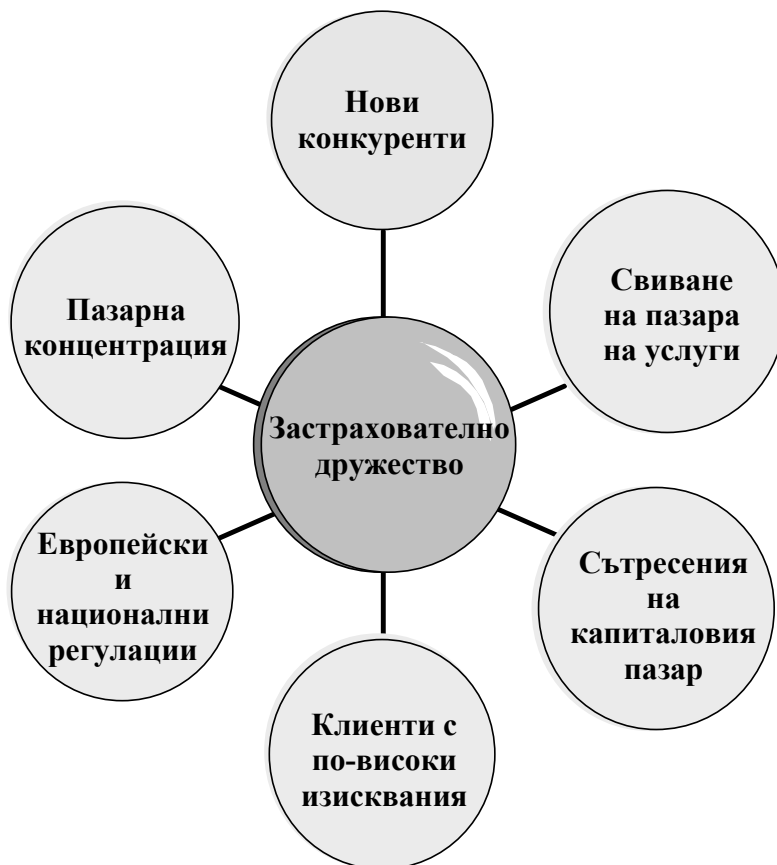 Нови
конкуренти
Свиване
на пазара
на услуги
Пазарна
концентрация
Застрахователно
дружество
Европейски
и
национални
регулации
Сътресения
на
капиталовия
пазар
Клиенти с
по-високи
изисквания